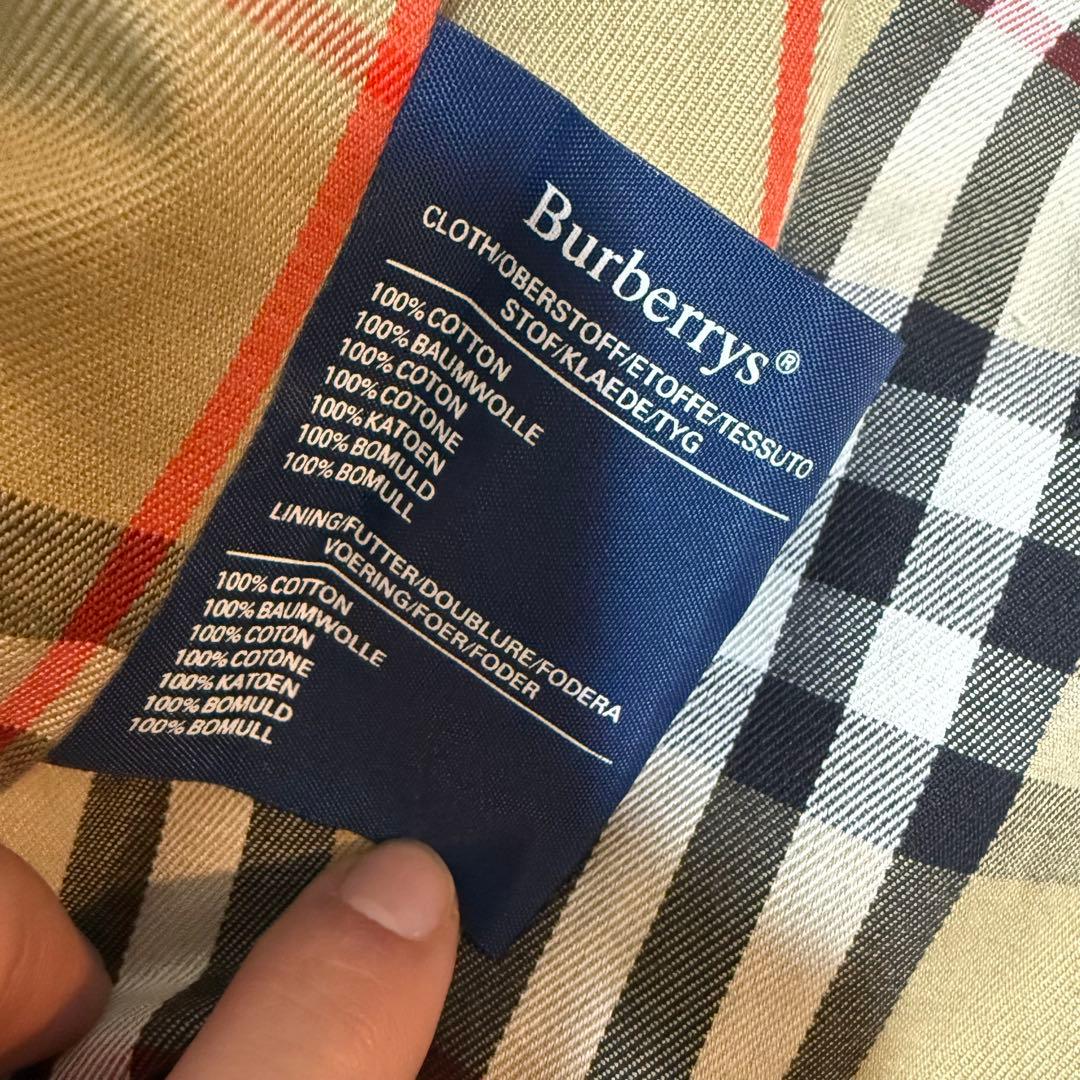 Burberrys®
CLOTH/OBERSTOFF/ETOFFE/TESSUTO
STOF/KLAEDE/TYG
100% COTTON
100% BAUMWOLLE
100% COTON
100% COTONE
100% KATOEN
100% BOMULD
100% BOMULL
LINING/FUTTER/DOUBLURE/FODERA
VOERING/FOER/FODER
100% COTTON
100% BAUMWOLLE
100% COTON
100% COTONE
100% KATOEN
100% BOMULD
100% BOMULL